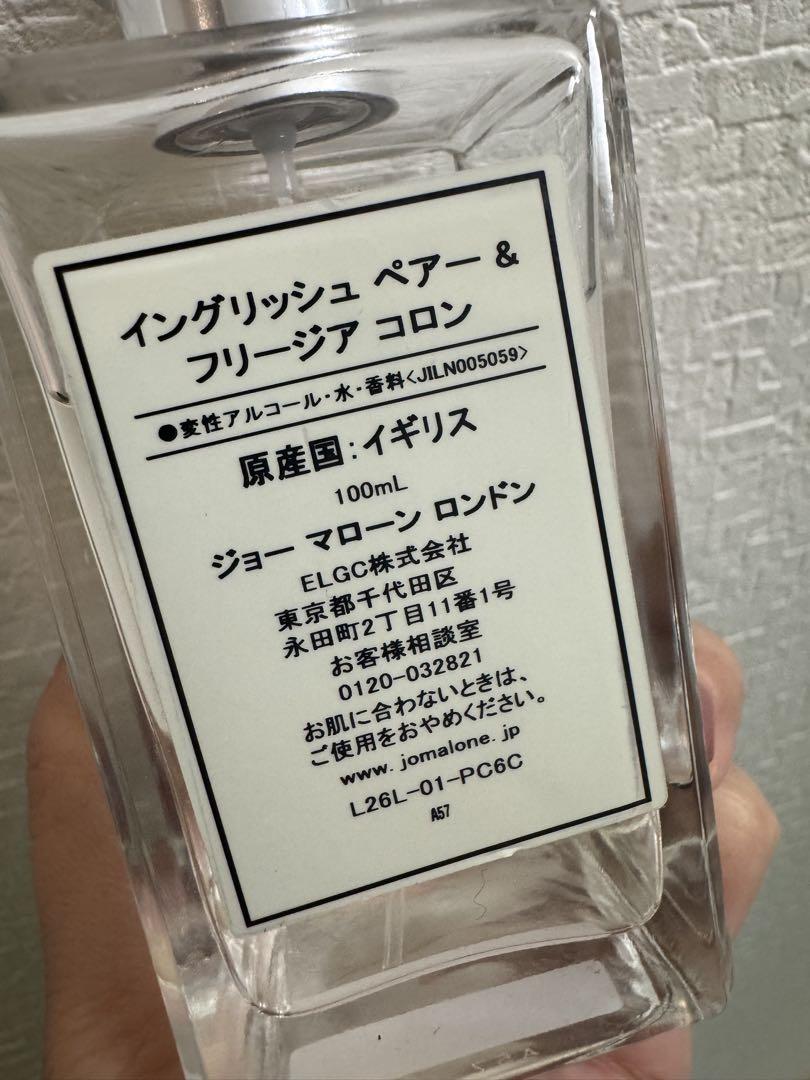 イングリッシュ ペアー &
フリージア コロン
●変性アルコール・水・香料<JILN005059>
原産国:イギリス
100mL
ジョー マローン ロンドン
ELGC株式会社
東京都千代田区
永田町2丁目11番1号
お客様相談室
0120-032821
お肌に合わないときは、
ご使用をおやめください。
www.jomalone.jp
L26L-01-PC6C
A57